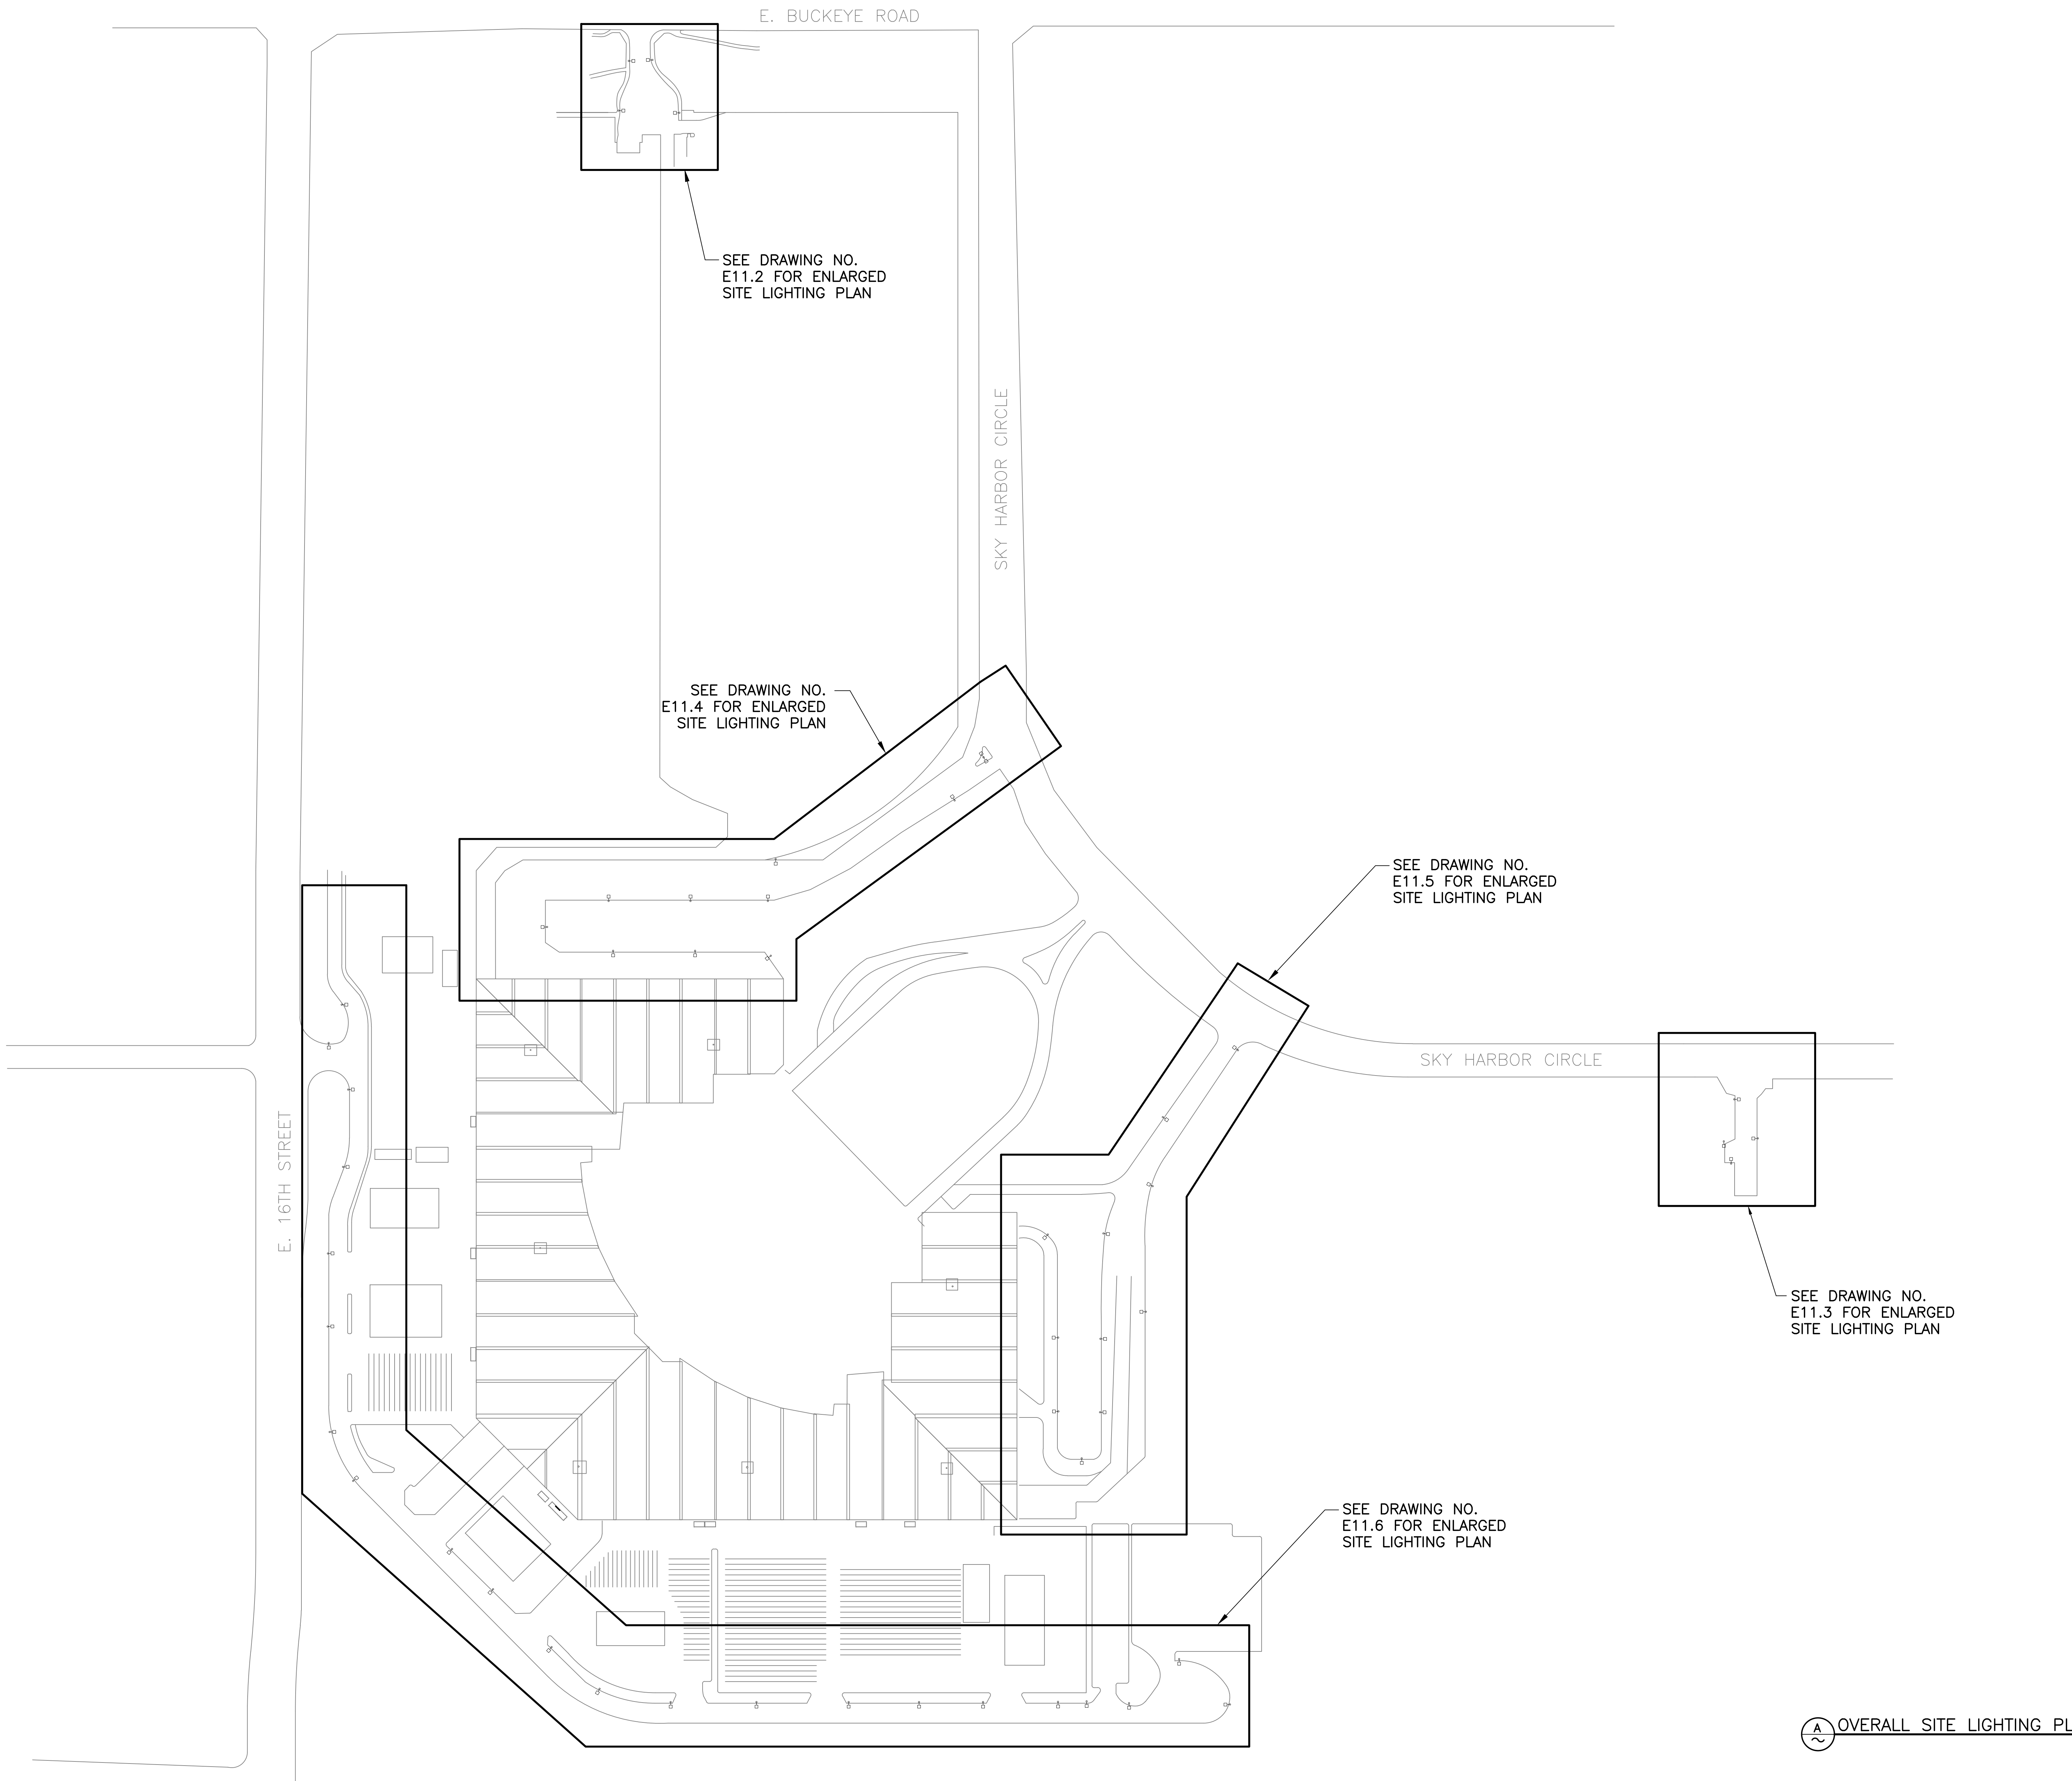 E. BUCKEYE ROAD
SEE DRAWING NO.
E11.2 FOR ENLARGED
SITE LIGHTING PLAN
SKY HARBOR CIRCLE
SEE DRAWING NO.
E11.4 FOR ENLARGED
SITE LIGHTING PLAN
SEE DRAWING NO.
E11.5 FOR ENLARGED
SITE LIGHTING PLAN
SKY HARBOR CIRCLE
E. 16TH STREET
SEE DRAWING NO.
E11.3 FOR ENLARGED
SITE LIGHTING PLAN
SEE DRAWING NO.
E11.6 FOR ENLARGED
SITE LIGHTING PLAN
A
OVERALL SITE LIGHTING PL